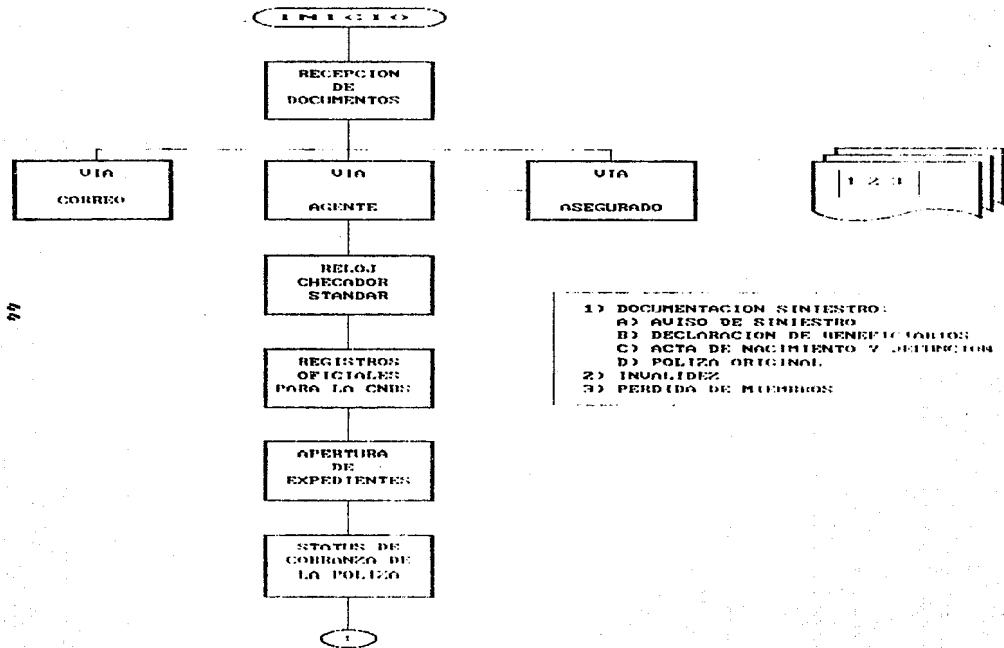 INICIO
RECEPCION
DE
DOCUMENTOS
VIA
CORREO
VIA
AGENTE
VIA
ASEGURADO
1 2 3
RELOJ
CHECADOR
STANDAR
1) DOCUMENTACION SINIESTRO:
A) AVISO DE SINIESTRO
B) DECLARACION DE BENEFICIARIOS
C) ACTA DE NACIMIENTO Y DEFUNCION
D) POLIZA ORIGINAL
2) INVALIDEZ
3) PERDIDA DE MIEMBROS
44
REGISTROS
OFICIALES
PARA LA CNBS
APERTURA
DE
EXPEDIENTES
STATUS DE
COBRANZA DE
LA POLIZA
1